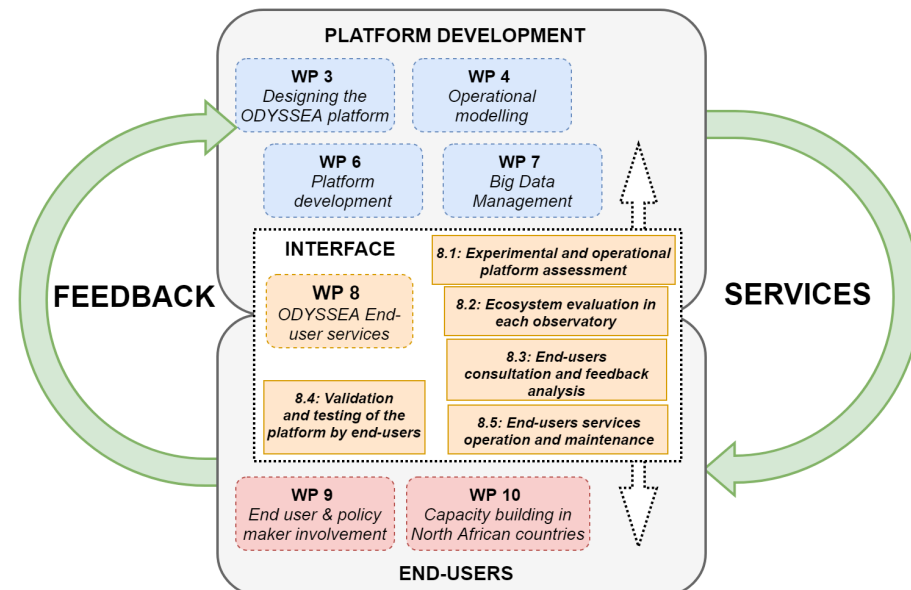 PLATFORM DEVELOPMENT
WP 3
Designing the
ODYSSEA platform
WP 4
Operational
modelling
WP 6
Platform
development
WP 7
Big Data
Management
INTERFACE
WP 8
ODYSSEA End-
user services
8.1: Experimental and operational
platform assessment
8.2: Ecosystem evaluation in
each observatory
8.3: End-users
consultation and feedback
analysis
8.4: Validation
and testing of the
platform by end-users
8.5: End-users services
operation and maintenance
FEEDBACK
SERVICES
WP 9
End user & policy
maker involvement
WP 10
Capacity building in
North African countries
END-USERS